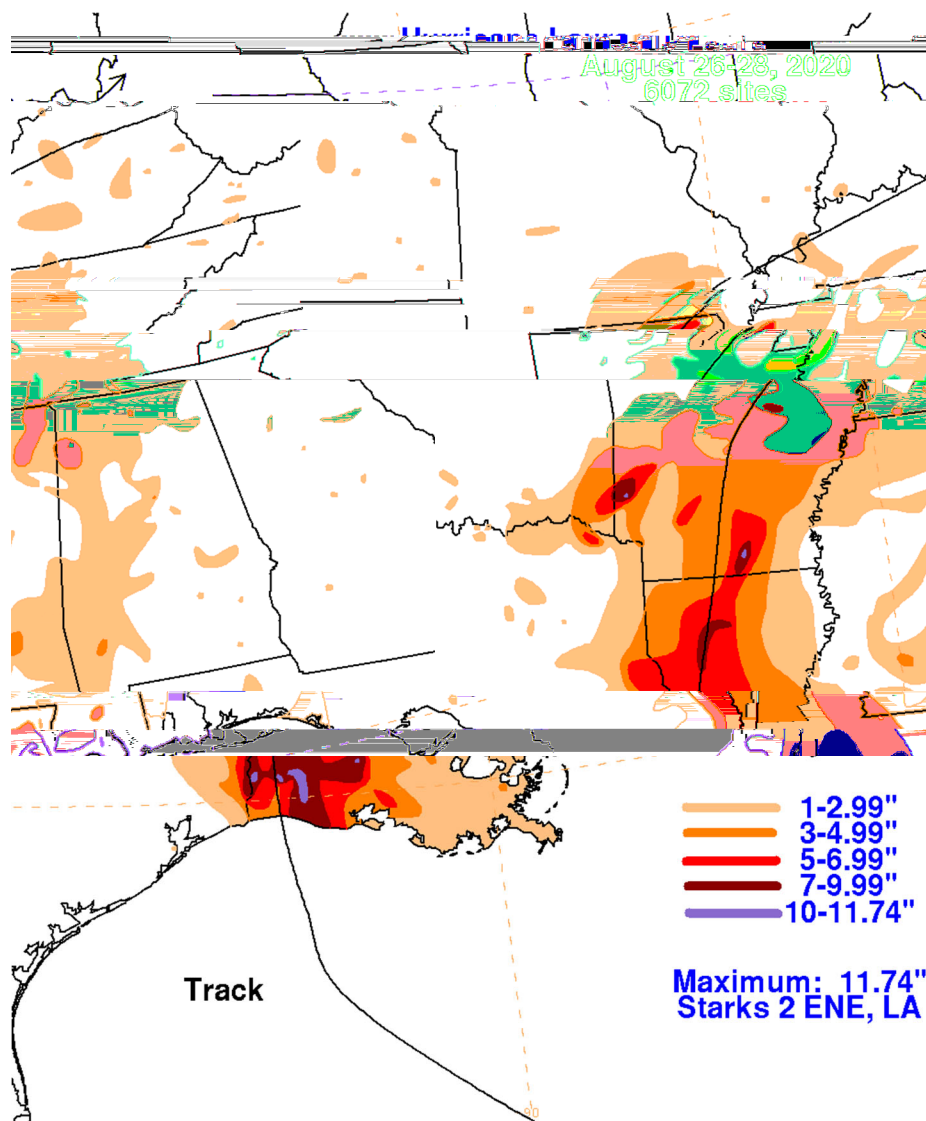 August 26-28, 2020
6072 sites
1-2.99"
3-4.99"
5-6.99"
7-9.99"
10-11.74"
Track
Maximum: 11.74"
Starks 2 ENE, LA
90